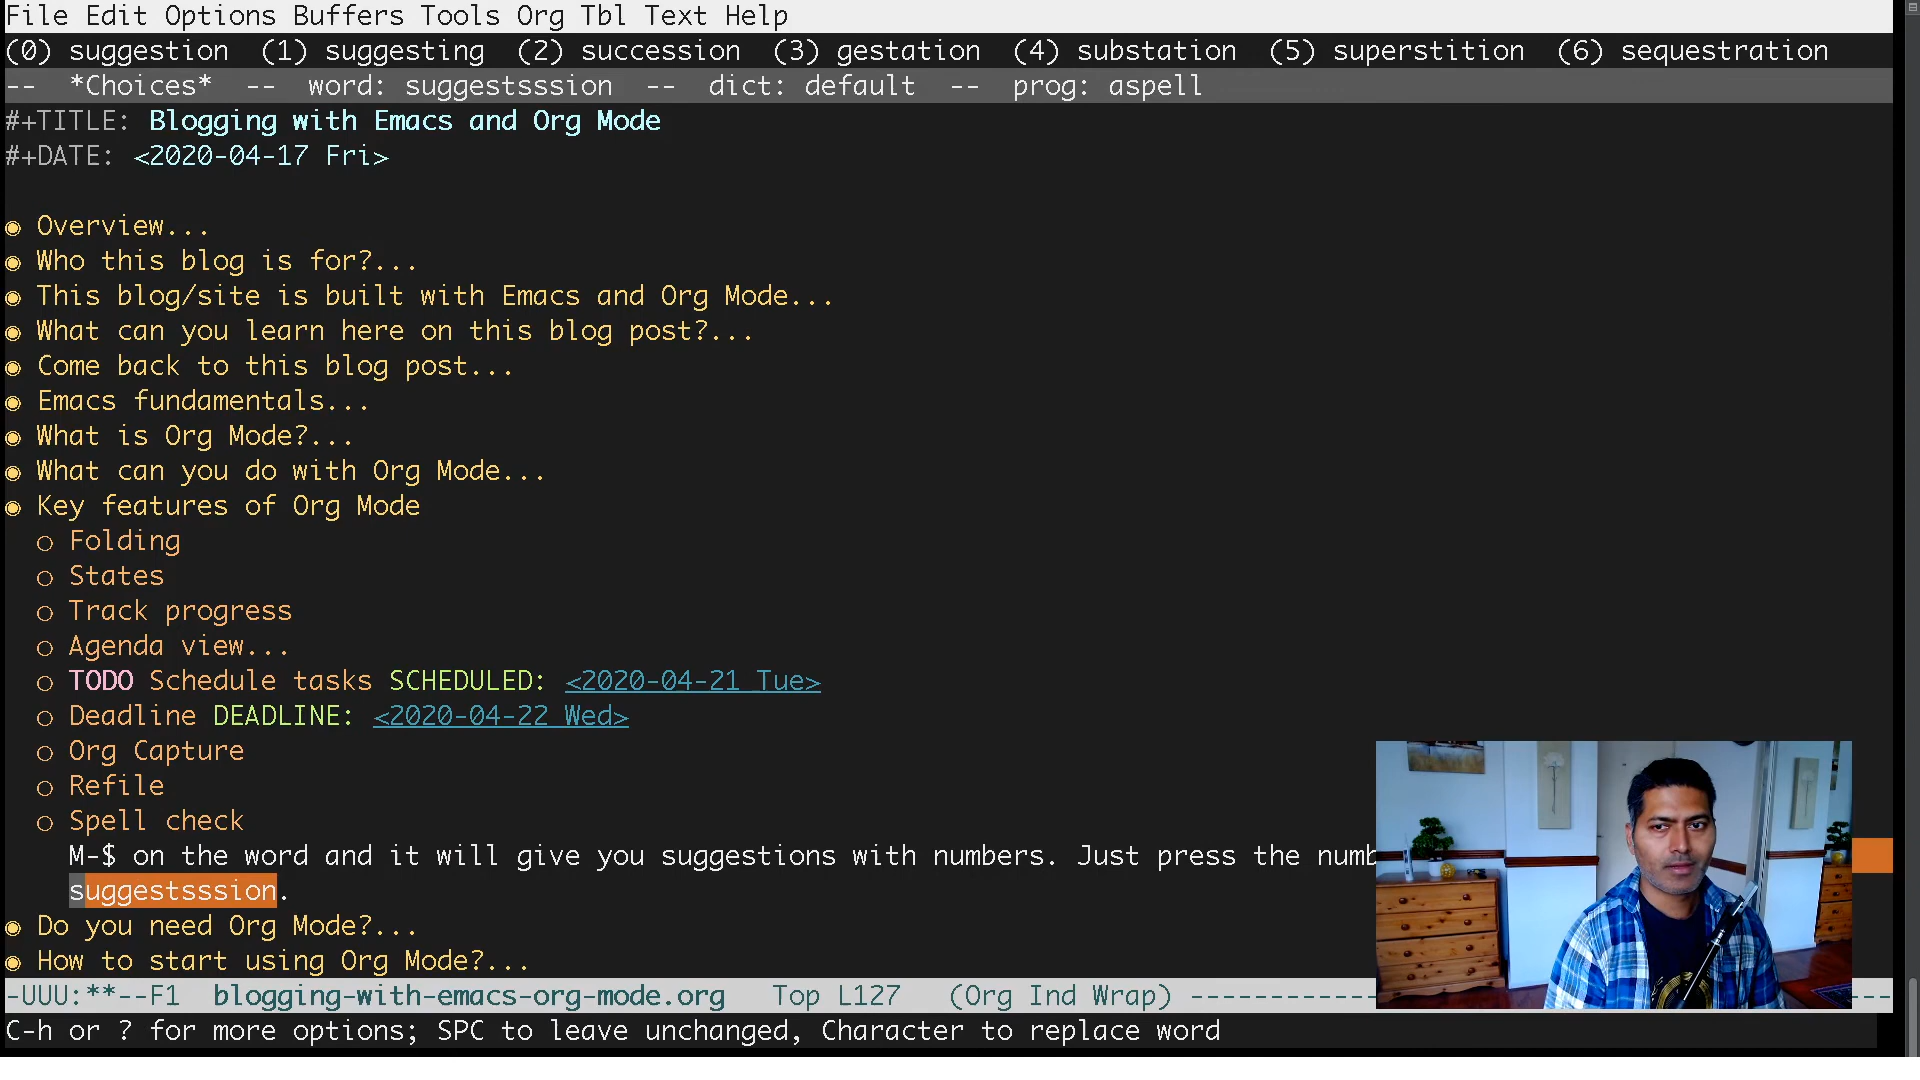 File Edit Options Buffers Tools Org Tbl Text Help
(0) suggestion (1) suggesting (2) succession (3) gestation (4) substation (5) superstition (6) sequestration
-- *Choices* -- word: suggestsssion -- dict: default -- prog: aspell
#+TITLE: Blogging with Emacs and Org Mode
#+DATE: <2020-04-17 Fri>
◉ Overview...
◉ Who this blog is for?...
◉ This blog/site is built with Emacs and Org Mode...
◉ What can you learn here on this blog post?...
◉ Come back to this blog post...
◉ Emacs fundamentals...
◉ What is Org Mode?...
◉ What can you do with Org Mode...
◉ Key features of Org Mode
○ Folding
○ States
○ Track progress
○ Agenda view...
○ TODO Schedule tasks SCHEDULED: <2020-04-21 Tue>
○ Deadline DEADLINE: <2020-04-22 Wed>
○ Org Capture
○ Refile
○ Spell check
M-$ on the word and it will give you suggestions with numbers. Just press the
suggestsssion.
◉ Do you need Org Mode?...
◉ How to start using Org Mode?...
-UUU:**--F1 blogging-with-emacs-org-mode.org Top L127 (Org Ind Wrap) ---------------
C-h or ? for more options; SPC to leave unchanged, Character to replace word